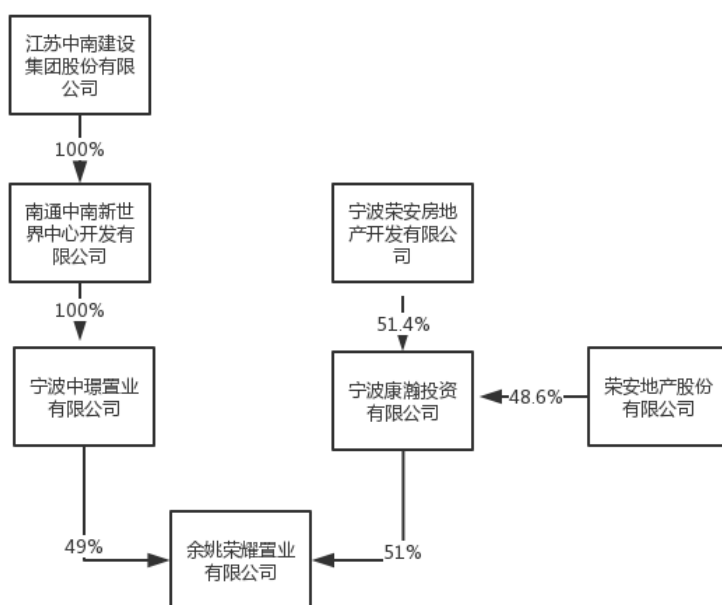 江苏中南建设
集团股份有限
公司
100%
南通中南新世
界中心开发有
限公司
宁波荣安房地
产开发有限公
司
100%
51.4%
宁波中璟置业
有限公司
宁波康瀚投资
有限公司
48.6%
荣安地产股份
有限公司
49%
余姚荣耀置业
有限公司
51%